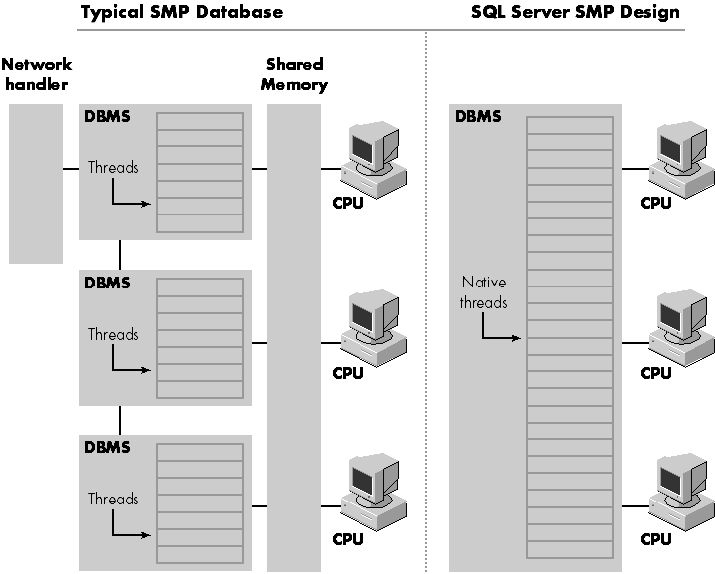 Typical SMP Database
SQL Server SMP Design
Network
handler
Shared
Memory
DBMS
Threads
CPU
DBMS
Threads
CPU
DBMS
Threads
CPU
DBMS
Native
threads
CPU
CPU
CPU